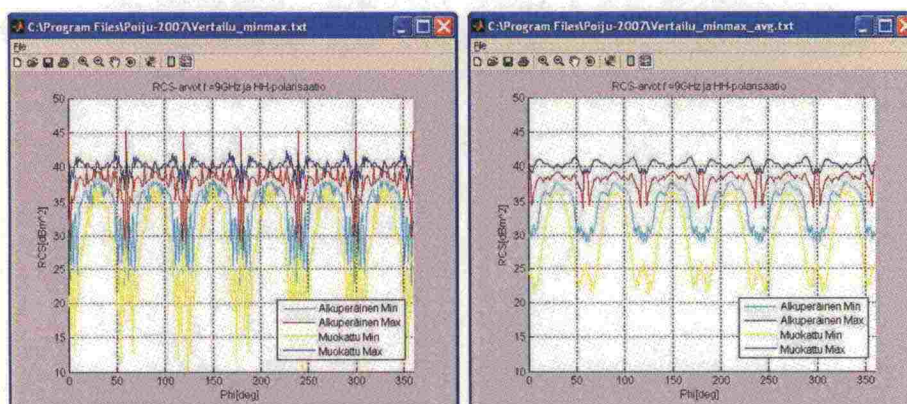 C:\Program Files\Poiju-2007\Vertailu_minmax.txt
File
RCS-arvot f =9GHz ja HH-polarisaatio
RCS[dBm^2]
50
45
40
35
30
25
20
15
10
0
50
100
150
200
250
300
350
Phi[deg]
Alkuperäinen Min
Alkuperäinen Max
Muokattu Min
Muokattu Max
C:\Program Files\Poiju-2007\Vertailu_minmax_avg.txt
File
RCS-arvot f =9GHz ja HH-polarisaatio
RCS[dBm^2]
50
45
40
35
30
25
20
15
10
0
50
100
150
200
250
300
350
Phi[deg]
Alkuperäinen Min
Alkuperäinen Max
Muokattu Min
Muokattu Max